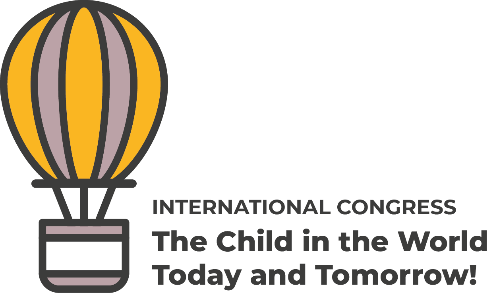 INTERNATIONAL CONGRESS
The Child in the World
Today and Tomorrow!